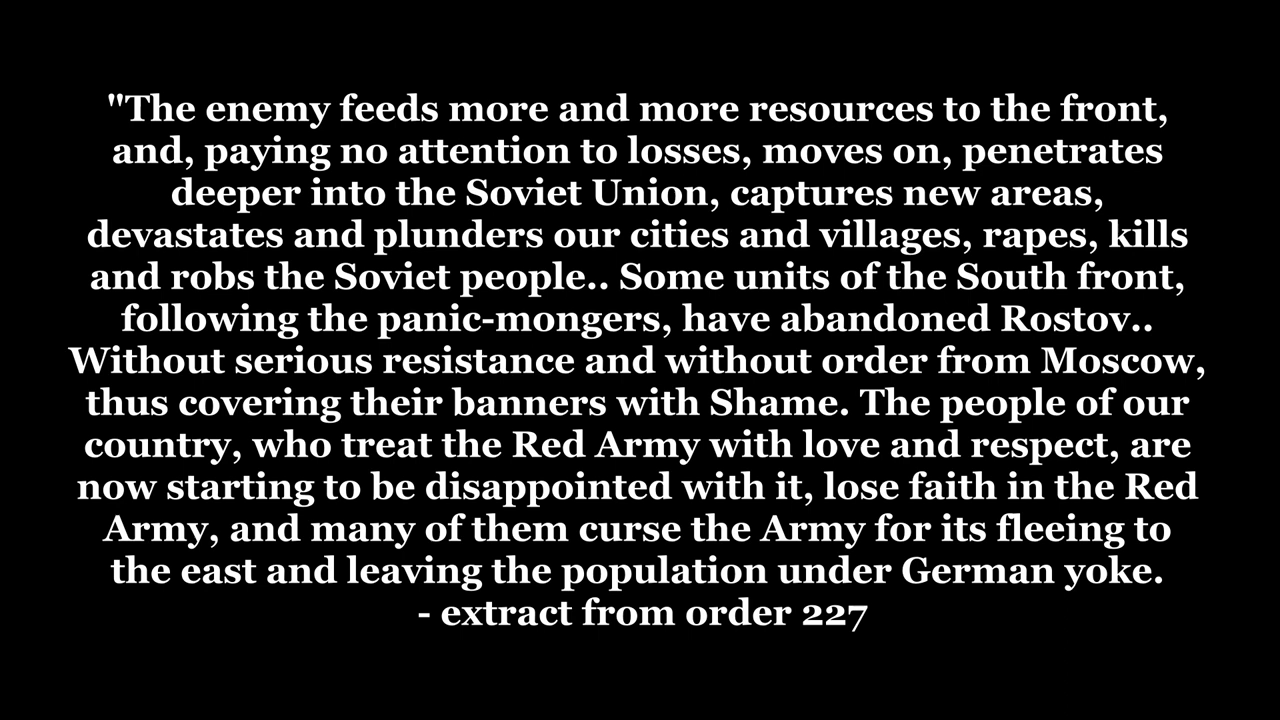 "The enemy feeds more and more resources to the front,
and, paying no attention to losses, moves on, penetrates
deeper into the Soviet Union, captures new areas,
devastates and plunders our cities and villages, rapes, kills
and robs the Soviet people.. Some units of the South front,
following the panic-mongers, have abandoned Rostov..
Without serious resistance and without order from Moscow,
thus covering their banners with Shame. The people of our
country, who treat the Red Army with love and respect, are
now starting to be disappointed with it, lose faith in the Red
Army, and many of them curse the Army for its fleeing to
the east and leaving the population under German yoke.
- extract from order 227